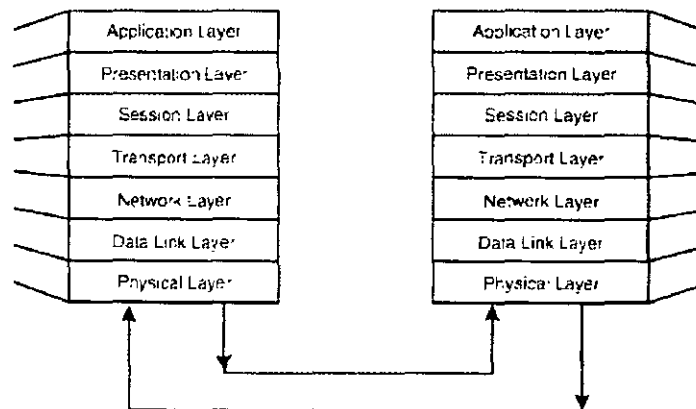 Application Layer
Presentation Layer
Session Layer
Transport Layer
Network Layer
Data Link Layer
Physical Layer
Application Layer
Presentation Layer
Session Layer
Transport Layer
Network Layer
Data Link Layer
Physical Layer